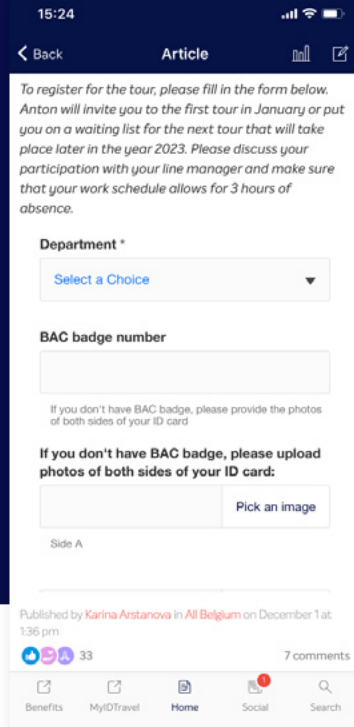 15:24
Back
Article
To register for the tour, please fill in the form below.
Anton will invite you to the first tour in January or put
you on a waiting list for the next tour that will take
place later in the year 2023. Please discuss your
participation with your line manager and make sure
that your work schedule allows for 3 hours of
absence.
Department *
Select a Choice
BAC badge number
If you don't have BAC badge, please provide the photos
of both sides of your ID card
If you don't have BAC badge, please upload
photos of both sides of your ID card:
Pick an image
Side A
Published by Karina Arstanova in All Belgium on December 1 at
1:36 pm
33
7 comments
1
Benefits
MyIDTravel
Home
Social
Search